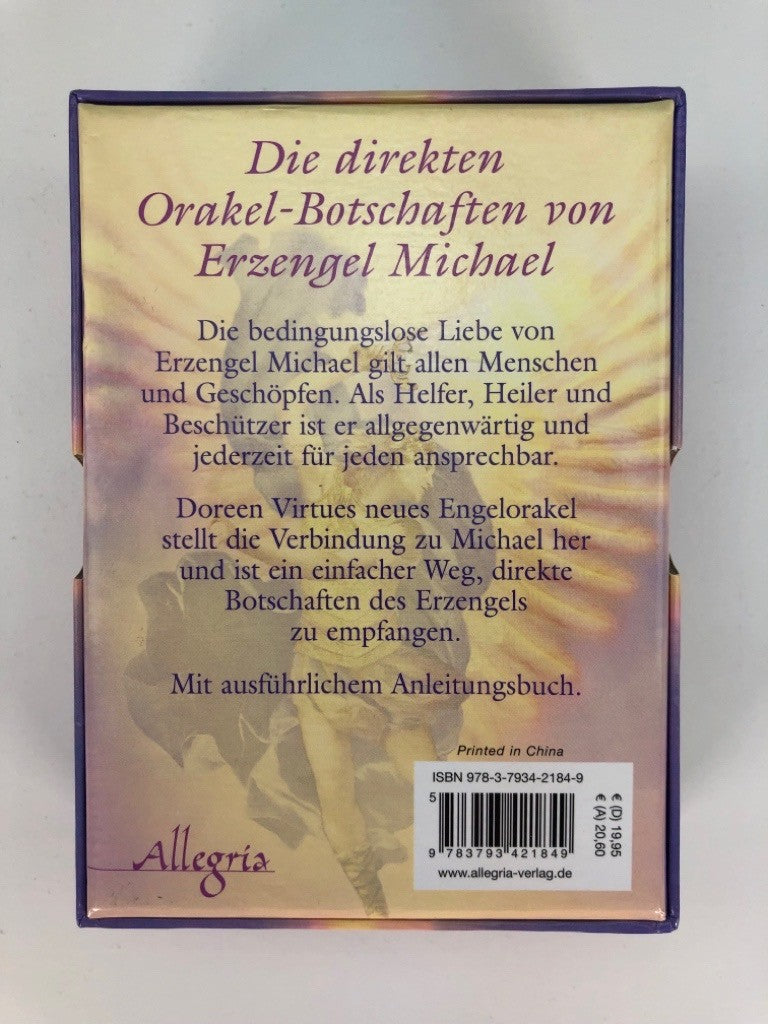 Die direkten
Orakel-Botschaften von
Erzengel Michael
Die bedingungslose Liebe von
Erzengel Michael gilt allen Menschen
und Geschöpfen. Als Helfer, Heiler und
Beschützer ist er allgegenwärtig und
jederzeit für jeden ansprechbar.
Doreen Virtues neues Engelorakel
stellt die Verbindung zu Michael her
und ist ein einfacher Weg, direkte
Botschaften des Erzengels
zu empfangen.
Mit ausführlichem Anleitungsbuch.
Printed in China
ISBN 978-3-7934-2184-9
5
9 783793 421849
www.allegria-verlag.de
€ (D) 19,95
€ (A) 20,60
Allegria